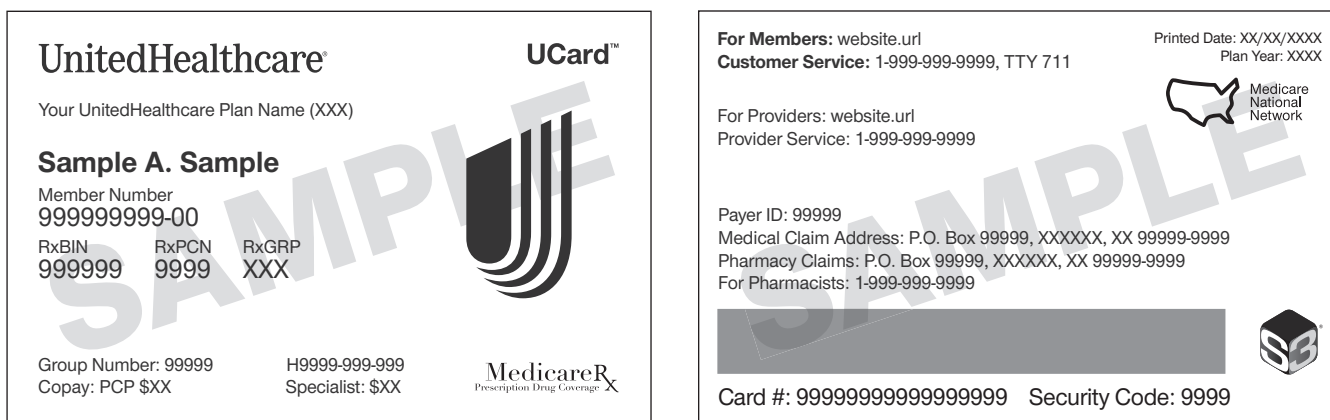 UnitedHealthcare®
UCard™
Your UnitedHealthcare Plan Name (XXX)
Sample A. Sample
Member Number
999999999-00
RxBIN RxPCN RxGRP
999999 9999 XXX
Group Number: 99999 H9999-999-999
Copay: PCP $XX Specialist: $XX
MedicareRx
Prescription Drug Coverage
SAMPLE
For Members: website.url
Customer Service: 1-999-999-9999, TTY 711
Printed Date: XX/XX/XXXX
Plan Year: XXXX
Medicare
National
Network
For Providers: website.url
Provider Service: 1-999-999-9999
Payer ID: 99999
Medical Claim Address: P.O. Box 99999, XXXXXX, XX 99999-9999
Pharmacy Claims: P.O. Box 99999, XXXXXX, XX 99999-9999
For Pharmacists: 1-999-999-9999
S3®
Card #: 99999999999999999 Security Code: 9999
SAMPLE